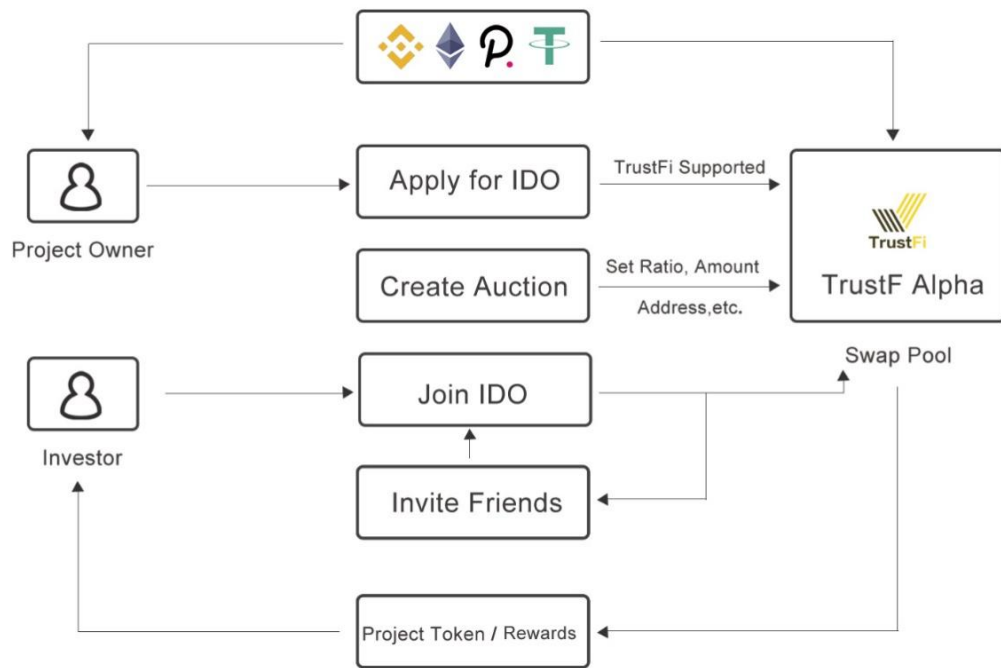 Apply for IDO
TrustFi Supported
Project Owner
TrustFi
TrustF Alpha
Create Auction
Set Ratio, Amount
Address,etc.
Swap Pool
Join IDO
Investor
Invite Friends
Project Token / Rewards